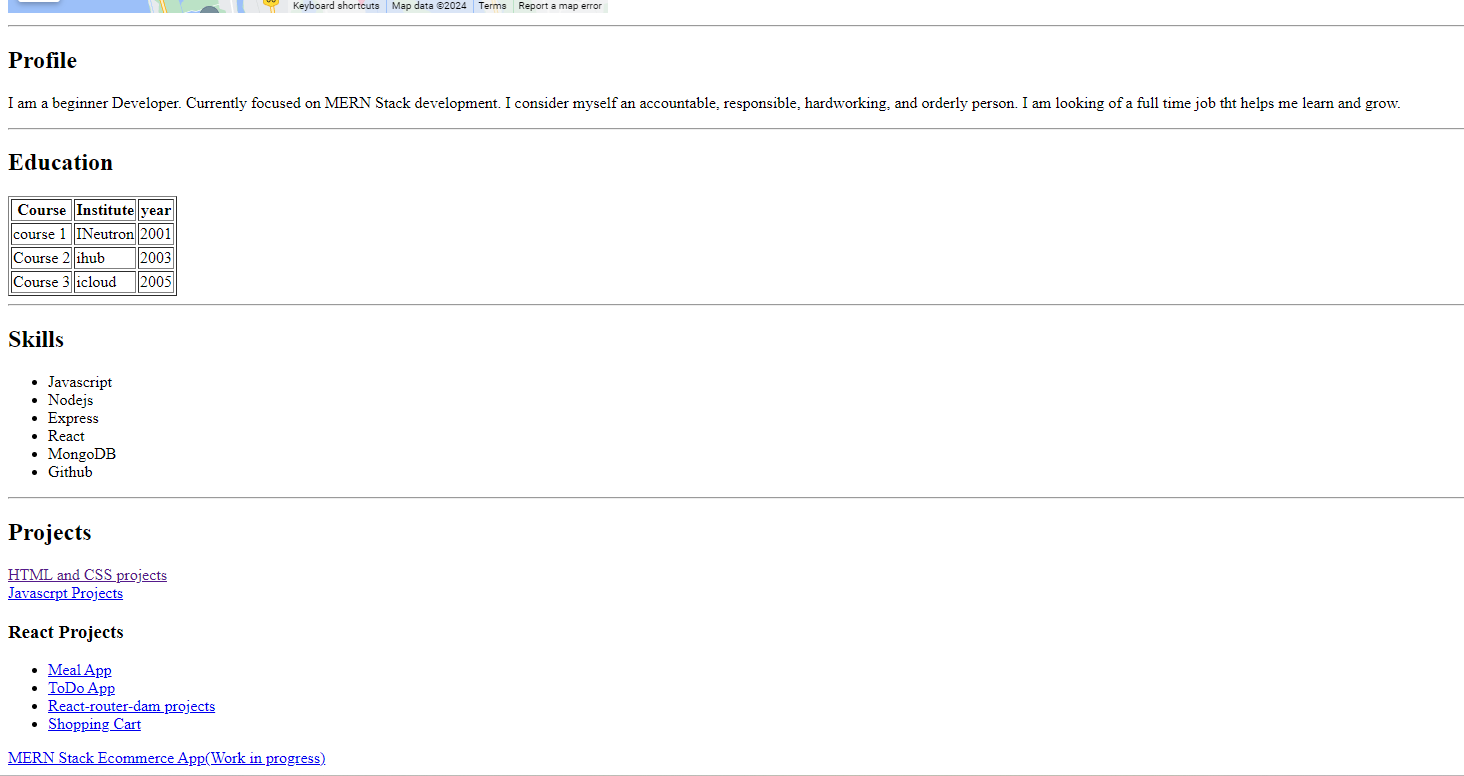 Keyboard shortcuts Map data ©2024 Terms Report a map error
Profile
I am a beginner Developer. Currently focused on MERN Stack development. I consider myself an accountable, responsible, hardworking, and orderly person. I am looking of a full time job tht helps me learn and grow.
Education
Course Institute year
course 1 INeutron 2001
Course 2 ihub 2003
Course 3 icloud 2005
Skills
Javascript
Nodejs
Express
React
MongoDB
Github
Projects
HTML and CSS projects
Javascrpt Projects
React Projects
Meal App
ToDo App
React-router-dam projects
Shopping Cart
MERN Stack Ecommerce App(Work in progress)